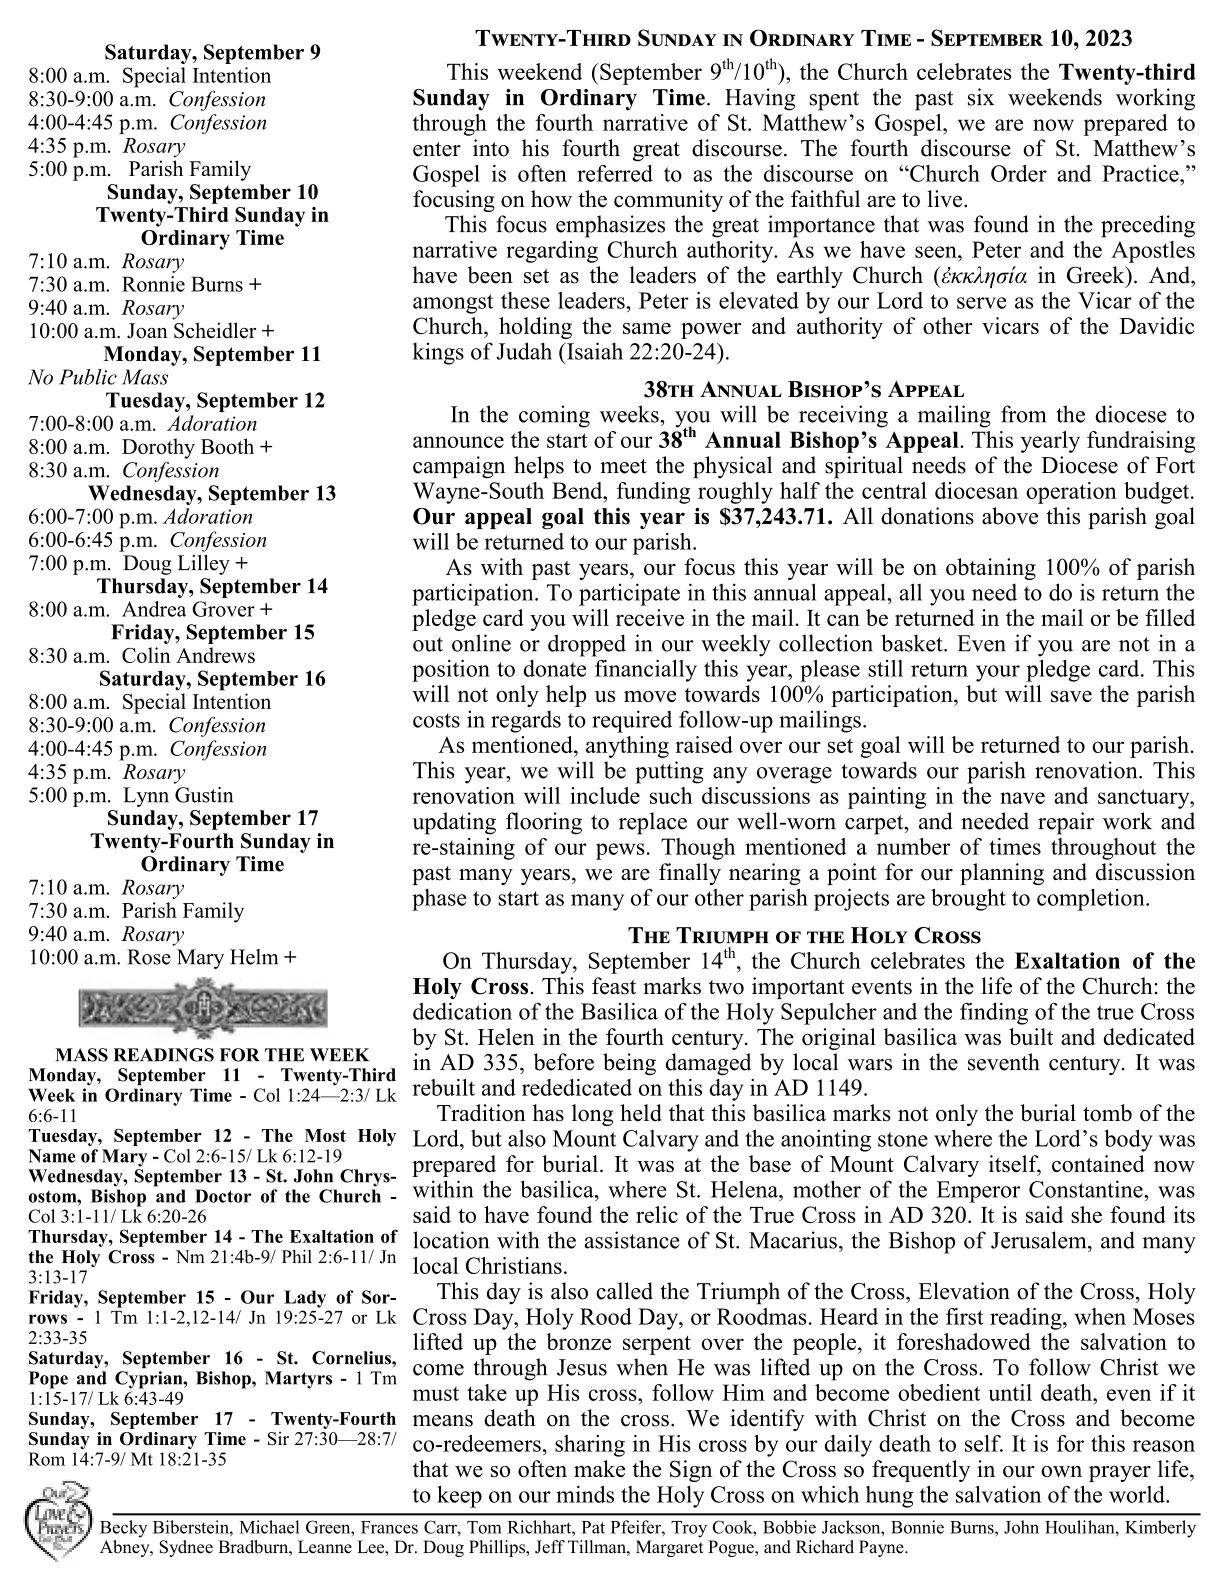 Saturday, September 9
8:00 a.m.  Special Intention
8:30-9:00 a.m.  Confession
4:00-4:45 p.m.  Confession
4:35 p.m.  Rosary
5:00 p.m.  Parish Family
Sunday, September 10
Twenty-Third Sunday in
Ordinary Time
7:10 a.m.  Rosary
7:30 a.m.  Ronnie Burns +
9:40 a.m.  Rosary
10:00 a.m. Joan Scheidler +
Monday, September 11
No Public Mass
Tuesday, September 12
7:00-8:00 a.m.  Adoration
8:00 a.m.  Dorothy Booth +
8:30 a.m.  Confession
Wednesday, September 13
6:00-7:00 p.m. Adoration
6:00-6:45 p.m.  Confession
7:00 p.m.  Doug Lilley +
Thursday, September 14
8:00 a.m.  Andrea Grover +
Friday, September 15
8:30 a.m.  Colin Andrews
Saturday, September 16
8:00 a.m.  Special Intention
8:30-9:00 a.m.  Confession
4:00-4:45 p.m.  Confession
4:35 p.m.  Rosary
5:00 p.m.  Lynn Gustin
Sunday, September 17
Twenty-Fourth Sunday in
Ordinary Time
7:10 a.m.  Rosary
7:30 a.m.  Parish Family
9:40 a.m.  Rosary
10:00 a.m. Rose Mary Helm +
MASS READINGS FOR THE WEEK
Monday, September 11 - Twenty-Third
Week in Ordinary Time - Col 1:24—2:3/ Lk
6:6-11
Tuesday, September 12 - The Most Holy
Name of Mary - Col 2:6-15/ Lk 6:12-19
Wednesday, September 13 - St. John Chrys-
ostom, Bishop and Doctor of the Church -
Col 3:1-11/ Lk 6:20-26
Thursday, September 14 - The Exaltation of
the Holy Cross - Nm 21:4b-9/ Phil 2:6-11/ Jn
3:13-17
Friday, September 15 - Our Lady of Sor-
rows - 1 Tm 1:1-2,12-14/ Jn 19:25-27 or Lk
2:33-35
Saturday, September 16 - St. Cornelius,
Pope and Cyprian, Bishop, Martyrs - 1 Tm
1:15-17/ Lk 6:43-49
Sunday, September 17 - Twenty-Fourth
Sunday in Ordinary Time - Sir 27:30—28:7/
Rom 14:7-9/ Mt 18:21-35
Twenty-Third Sunday in Ordinary Time - September 10, 2023
This weekend (September 9th/10th), the Church celebrates the Twenty-third
Sunday in Ordinary Time. Having spent the past six weekends working
through the fourth narrative of St. Matthew's Gospel, we are now prepared to
enter into his fourth great discourse. The fourth discourse of St. Matthew's
Gospel is often referred to as the discourse on “Church Order and Practice,”
focusing on how the community of the faithful are to live.
This focus emphasizes the great importance that was found in the preceding
narrative regarding Church authority. As we have seen, Peter and the Apostles
have been set as the leaders of the earthly Church (ἐκκλησία in Greek). And,
amongst these leaders, Peter is elevated by our Lord to serve as the Vicar of the
Church, holding the same power and authority of other vicars of the Davidic
kings of Judah (Isaiah 22:20-24).
38th Annual Bishop's Appeal
In the coming weeks, you will be receiving a mailing from the diocese to
announce the start of our 38th Annual Bishop's Appeal. This yearly fundraising
campaign helps to meet the physical and spiritual needs of the Diocese of Fort
Wayne-South Bend, funding roughly half the central diocesan operation budget.
Our appeal goal this year is $37,243.71. All donations above this parish goal
will be returned to our parish.
As with past years, our focus this year will be on obtaining 100% of parish
participation. To participate in this annual appeal, all you need to do is return the
pledge card you will receive in the mail. It can be returned in the mail or be filled
out online or dropped in our weekly collection basket. Even if you are not in a
position to donate financially this year, please still return your pledge card. This
will not only help us move towards 100% participation, but will save the parish
costs in regards to required follow-up mailings.
As mentioned, anything raised over our set goal will be returned to our parish.
This year, we will be putting any overage towards our parish renovation. This
renovation will include such discussions as painting in the nave and sanctuary,
updating flooring to replace our well-worn carpet, and needed repair work and
re-staining of our pews. Though mentioned a number of times throughout the
past many years, we are finally nearing a point for our planning and discussion
phase to start as many of our other parish projects are brought to completion.
The Triumph of the Holy Cross
On Thursday, September 14th, the Church celebrates the Exaltation of the
Holy Cross. This feast marks two important events in the life of the Church: the
dedication of the Basilica of the Holy Sepulcher and the finding of the true Cross
by St. Helen in the fourth century. The original basilica was built and dedicated
in AD 335, before being damaged by local wars in the seventh century. It was
rebuilt and rededicated on this day in AD 1149.
Tradition has long held that this basilica marks not only the burial tomb of the
Lord, but also Mount Calvary and the anointing stone where the Lord's body was
prepared for burial. It was at the base of Mount Calvary itself, contained now
within the basilica, where St. Helena, mother of the Emperor Constantine, was
said to have found the relic of the True Cross in AD 320. It is said she found its
location with the assistance of St. Macarius, the Bishop of Jerusalem, and many
local Christians.
This day is also called the Triumph of the Cross, Elevation of the Cross, Holy
Cross Day, Holy Rood Day, or Roodmas. Heard in the first reading, when Moses
lifted up the bronze serpent over the people, it foreshadowed the salvation to
come through Jesus when He was lifted up on the Cross. To follow Christ we
must take up His cross, follow Him and become obedient until death, even if it
means death on the cross. We identify with Christ on the Cross and become
co-redeemers, sharing in His cross by our daily death to self. It is for this reason
that we so often make the Sign of the Cross so frequently in our own prayer life,
to keep on our minds the Holy Cross on which hung the salvation of the world.
Our
Love &
Prayers
Becky Biberstein, Michael Green, Frances Carr, Tom Richhart, Pat Pfeifer, Troy Cook, Bobbie Jackson, Bonnie Burns, John Houlihan, Kimberly
Abney, Sydnee Bradburn, Leanne Lee, Dr. Doug Phillips, Jeff Tillman, Margaret Pogue, and Richard Payne.